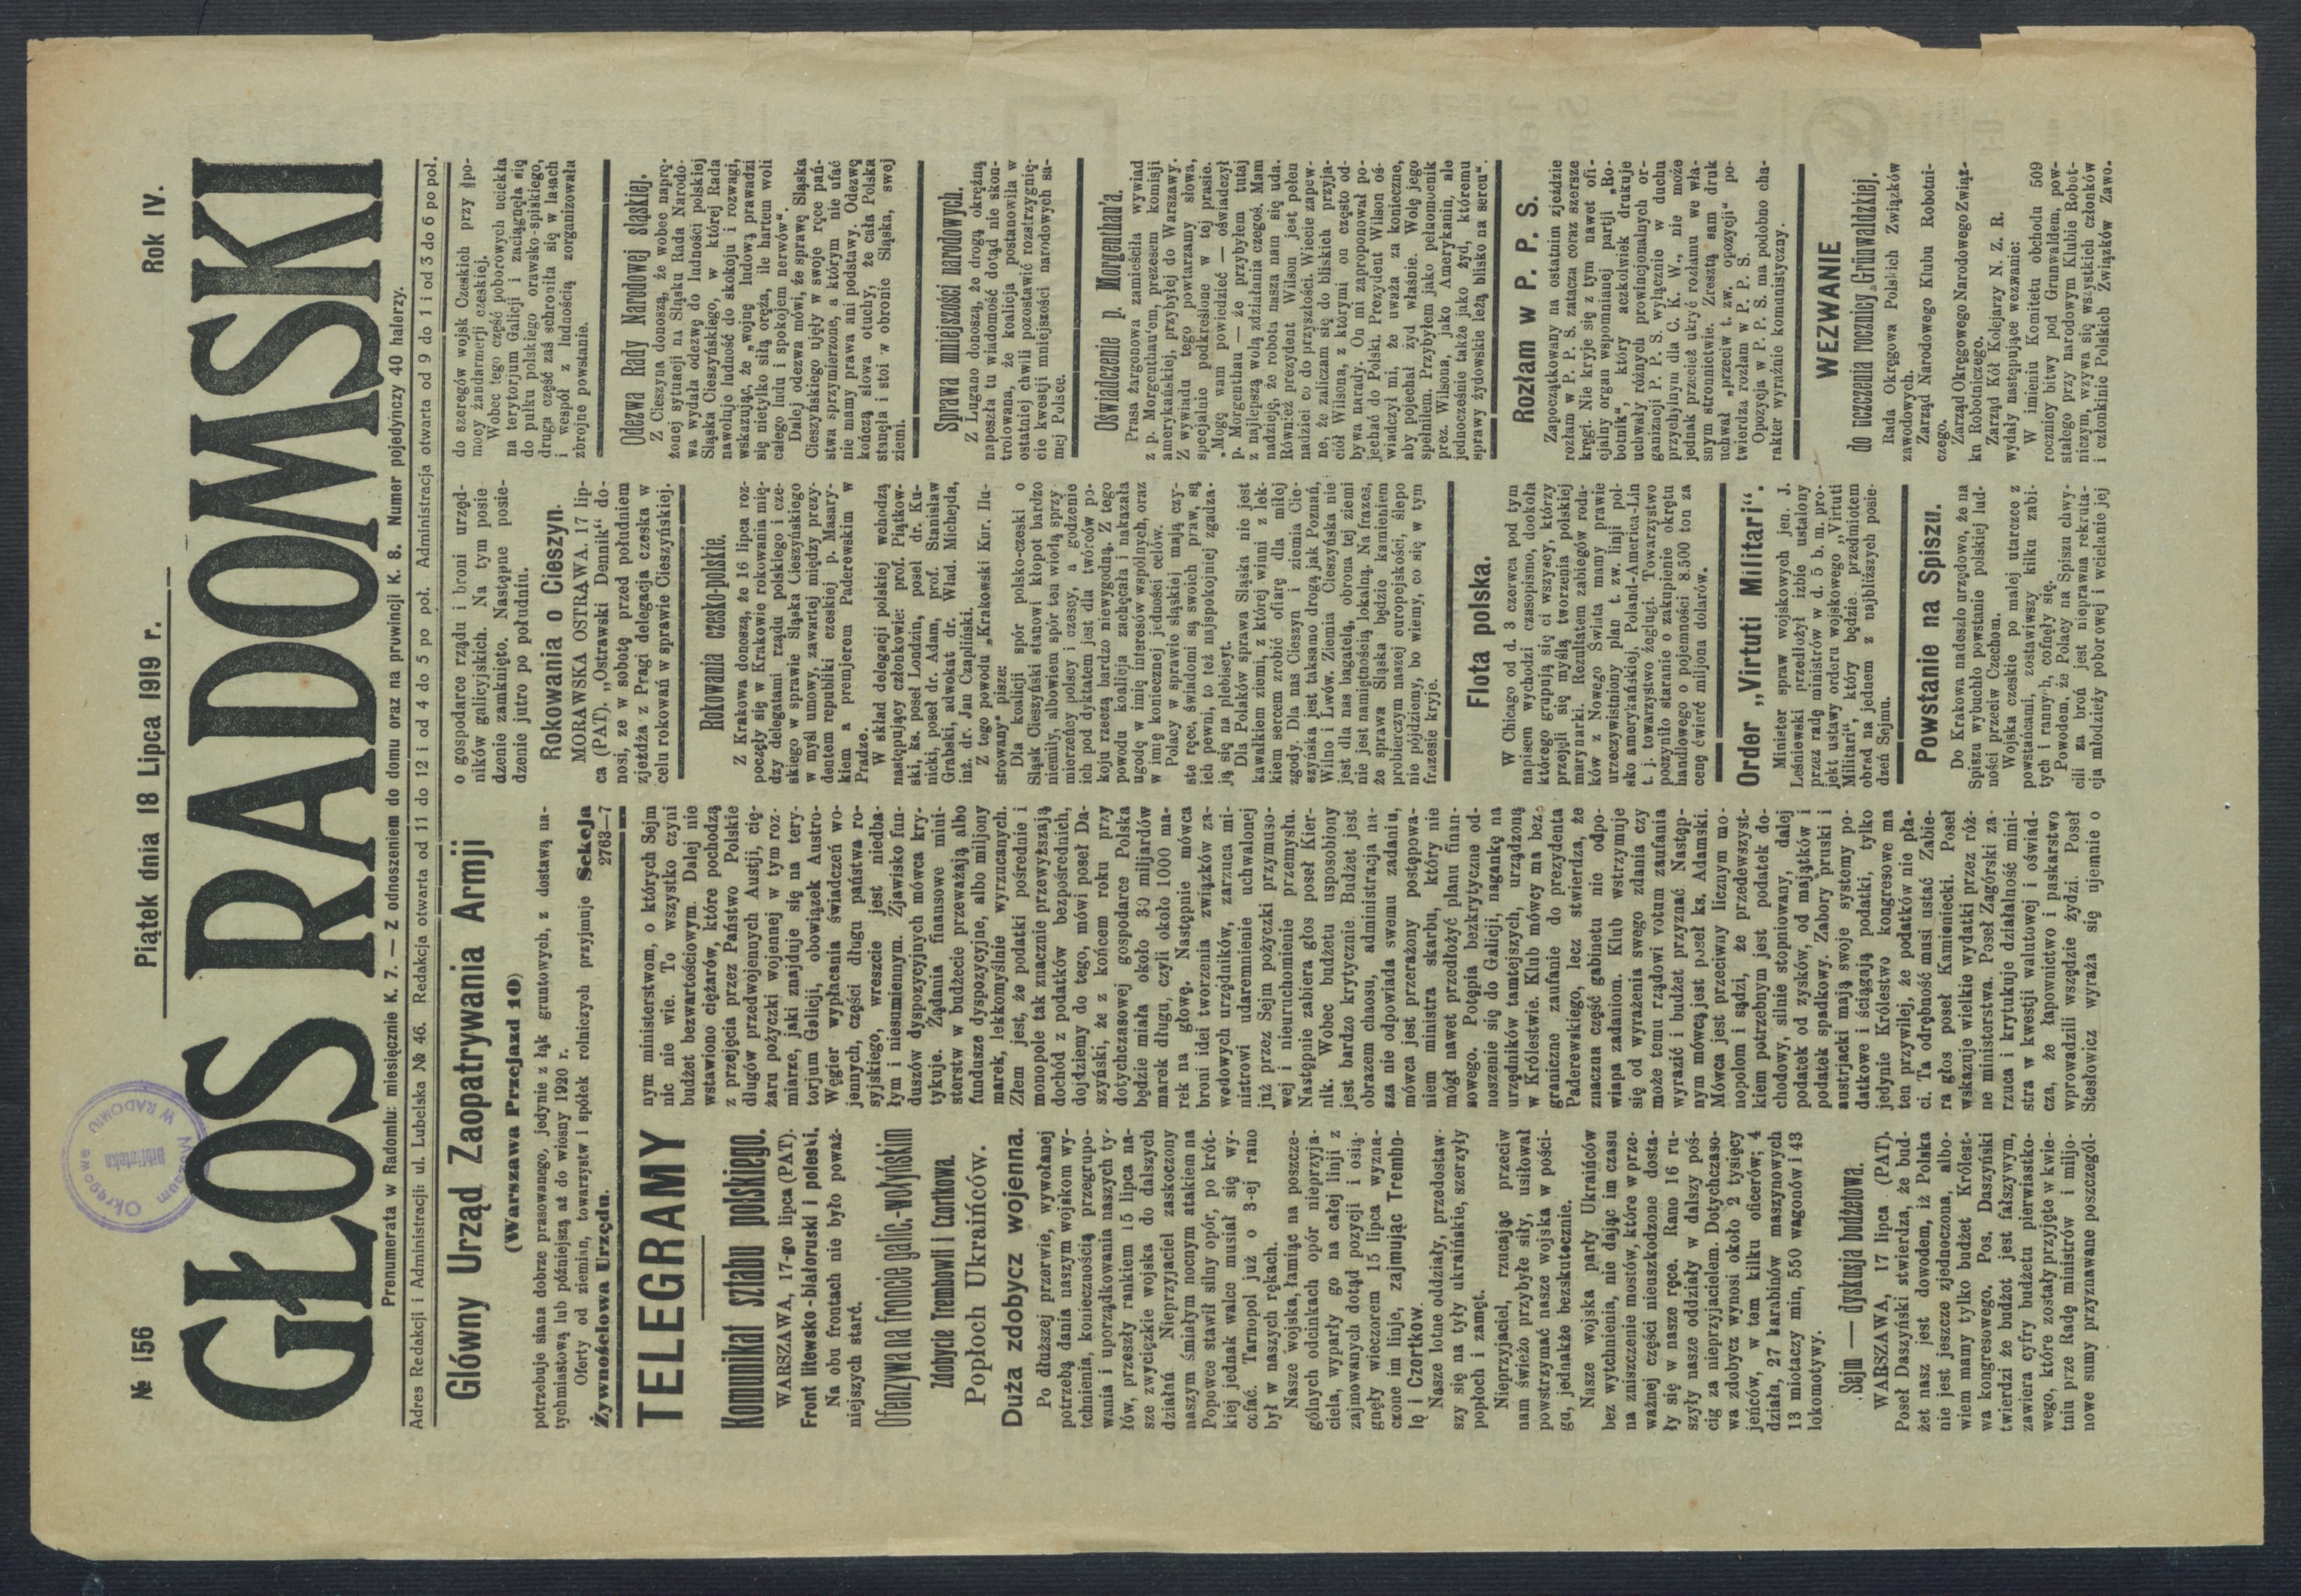 № 156
Piątek dnia 18 Lipca 1919 r.
Rok IV.
GŁOS RADOMSKI
Prenumerata w Radomiu: miesięcznie K. 7. — Z odnoszeniem do domu oraz na prowincji K. 8. Numer pojedyńczy 40 halerzy.
Adres Redakcji i Administracji: ul. Lubelska № 46. Redakcja otwarta od 11 do 12 i od 4 do 5 po poł. Administracja otwarta od 9 do 1 i od 3 do 6 po poł.
Główny Urząd Zaopatrywania Armji
(Warszawa Przejazd 10)
potrzebuje siana dobrze prasowanego, jedynie z łąk gruntowych, z dostawą na-
tychmiastową lub późniejszą aż do wiosny 1920 r.
Oferty od ziemian, towarzystw i spółek rolniczych przyjmuje Sekcja
Żywnościowa Urzędu.
2763—7
TELEGRAMY
Komunikat sztabu polskiego.
WARSZAWA, 17-go lipca (PAT).
Front litewsko-białoruski i poleski.
Na obu frontach nie było poważ-
niejszych starć.
Ofenzywa na froncie galic.-wołyńskim
Zdobycie Trembowli i Czortkowa.
Popłoch Ukraińców.
Duża zdobycz wojenna.
Po dłuższej przerwie, wywołanej
potrzebą dania naszym wojskom wy-
tchnienia, koniecznością przegrupo-
wania i uporządkowania naszych ty-
łów, przeszły rankiem 15 lipca na-
sze zwycięzkie wojska do dalszych
działań Nieprzyjaciel zaskoczony
naszym śmiałym nocnym atakiem na
Popowce stawił silny opór, po krót-
kiej jednak walce musiał się wy-
cofać. Tarnopol już o 3-ej rano
był w naszych rękach.
Nasze wojska, łamiąc na poszcze-
gólnych odcinkach opór nieprzyja-
ciela, wyparły go na całej linji z
zajmowanych dotąd pozycji i osią-
gnęły wieczorem 15 lipca wyzna-
czone im linje, zajmując Trembo-
lę i Czortkow.
Nasze lotne oddziały, przedostaw-
szy się na tyły ukraińskie, szerzyły
popłoch i zamęt.
Nieprzyjaciel, rzucając przeciw
nam świeżo przybyłe siły, usiłował
powstrzymać nasze wojska w pości-
gu, jednakże bezskutecznie.
Nasze wojska parły Ukraińców
bez wytchnienia, nie dając im czasu
na zniszczenie mostów, które w prze-
ważnej części nieuszkodzone dosta-
ły się w nasze ręce. Rano 16 ru-
szyły nasze oddziały w dalszy poś-
cig za nieprzyjacielem. Dotychczaso-
wa zdobycz wynosi około 2 tysięcy
jeńców, w tem kilku oficerów; 4
działa, 27 karabinów maszynowych
13 miotaczy min, 550 wagonów i 43
lokomotywy.
Sejm — dyskusja budżetowa.
WARSZAWA, 17 lipca (PAT).
Poseł Daszyński stwierdza, że bud-
żet nasz jest dowodem, iż Polska
nie jest jeszcze zjednoczona, albo-
wiem mamy tylko budżet Królest-
wa kongresowego. Pos. Daszyński
twierdzi że budżet jest fałszywym,
zawiera cyfry budżetu pierwiastko-
wego, które zostały przyjęte w kwie-
tniu prze Radę ministrów i miljo-
nowe sumy przyznawane poszczegól-
nym ministerstwom, o których Sejm
nic nie wie. To wszystko czyni
budżet bezwartościowym. Dalej nie
wstawiono ciężarów, które pochodzą
z przejęcia przez Państwo Polskie
długów przedwojennych Austji, cię-
żaru pożyczki wojennej w tym roz-
miarze, jaki znajduje się na tery-
torjum Galicji, obowiązek Austro-
Węgier wypłacania świadczeń wo-
jennych, części długu państwa ro-
syjskiego, wreszcie jest niedba-
łym i niesumiennym. Zjawisko fun-
duszów dyspozycyjnych mówca kry-
tykuje. Żądania finansowe mini-
sterstw w budżecie przeważają albo
fundusze dyspozycyjne, albo miljony
marek, lekkomyślnie wyrzucanych.
Złem jest, że podatki pośrednie i
monopole tak znacznie przewyższają
dochód z podatków bezpośrednich,
dojdziemy do tego, mówi poseł Da-
szyński, że z końcem roku przy
dotychczasowej gospodarce Polska
będzie miała około 30 miljardów
marek długu, czyli około 1000 ma-
rek na głowę. Następnie mówca
broni idei tworzenia związków za-
wodowych urzędników, zarzuca mi-
nistrowi udaremnienie uchwalonej
już przez Sejm pożyczki przymuso-
wej i nieuruchomienie przemysłu.
Następnie zabiera głos poseł Kier-
nik. Wobec budżetu usposobiony
jest bardzo krytycznie. Budżet jest
obrazem chaosu, administracja na-
sza nie odpowiada swemu zadaniu,
mówca jest przerażony postępowa-
niem ministra skarbu, który nie
mógł nawet przedłożyć planu finan-
sowego. Potępia bezkrytyczne od-
noszenie się do Galicji, nagankę na
urzędników tamtejszych, urządzoną
w Królestwie. Klub mówcy ma bez-
graniczne zaufanie do prezydenta
Paderewskiego, lecz stwierdza, że
znaczna część gabinetu nie odpo-
wiapa zadaniom. Klub wstrzymuje
się od wyrażenia swego zdania czy
może temu rządowi votum zaufania
wyrazić i budżet przyznać Następ-
nym mówcą jest poseł ks. Adamski.
Mówca jest przeciwny licznym mo-
nopolom i sądzi, że przedewszyst-
kiem potrzebnym jest podatek do-
chodowy, silnie stopniowany, dalej
podatek od zysków, od majątków i
podatek spadkowy. Zabory pruski i
austrjacki mają swoje systemy po-
datkowe i ściągają podatki, tylko
jedynie Królestwo kongresowe ma
ten przywilej, że podatków nie pła-
ci. Ta odrębność musi ustać Zabie-
ra głos poseł Kamieniecki. Poseł
wskazuje wielkie wydatki przez róż-
ne ministerstwa. Poseł Zagórski za-
rzuca i krytukuje działalność mini-
stra w kwestji walutowej i oświad-
cza, że łapownictwo i paskarstwo
wprowadzili wszędzie żydzi. Poseł
Stesłowicz wyraża się ujemnie o
o gospodarce rządu i broni urzęd-
ników galicyjskich. Na tym posie
dzenie zamknięto. Następne posie-
dzenie jutro po południu.
Rokowania o Cieszyn.
MORAWSKA OSTRAWA. 17 lip-
ca (PAT). „Ostrawski Dennik“ do-
nosi, ze w sobotę przed południem
zjeżdża z Pragi delegacja czeska w
celu rokowań w sprawie Cieszyńskiej.
Rokowania czesko-polskie.
Z Krakowa donoszą, że 16 lipca roz-
poczęły się w Krakowie rokowania mię-
dzy delegatami rządu polskiego i cze-
skiego w sprawie Śląska Cieszyńskiego
w myśl umowy, zawartej między prezy-
dentem republiki czeskiej p. Masary-
kiem a premjerem Paderewskim w
Pradze.
W skład delegacji polskiej wchodzą
następujący członkowie: prof. Piątkow-
ski, ks. poseł Londzin, poseł dr. Ku-
nicki, poseł dr. Adam, prof. Stanisław
Grabski, adwokat dr. Wład. Michejda,
inż. dr. Jan Czapliński.
Z tego powodu „Krakowski Kur. Ilu-
strowany“ pisze:
Dla koalicji spór polsko-czeski o
Śląsk Cieszyński stanowi kłopot bardzo
niemiły, albowiem spór ten wiodą sprzy
mierzeńcy polscy i czescy, a godzenie
ich pod dyktatem jest dla twórców po-
koju rzeczą bardzo niewygodną. Z tego
powodu koalicja zachęcała i nakazała
ugodę w imię interesów wspólnych, oraz
w imię koniecznej jedności celów.
Polacy w sprawie śląskiej mają czy-
ste ręce, świadomi są swoich praw, są
ich pewni, to też najspokojniej zgadza-
ją się na plebiscyt.
Dla Polaków sprawa Śląska nie jest
kawałkiem ziemi, z której winni z lek-
kiem sercem zrobić ofiarę dla miłej
zgody. Dla nas Cieszyn i ziemia Cie-
szyńska jest taksamo drogą jak Poznań,
Wilno i Lwów. Ziemia Cieszyńska nie
jest dla nas bagatelą, obrona tej ziemi
nie jest namiętnością lokalną. Na frazes,
że sprawa Śląska będzie kamieniem
probierczym naszej europejskości, ślepo
nie pójdziemy, bo wiemy, co się w tym
frazesie kryje.
Flota polska.
W Chicago od d. 3 czerwca pod tym
napisem wychodzi czasopismo, dookoła
którego grupują się ci wszyscy, którzy
przejęli się myślą tworzenia polskiej
marynarki. Rezultatem zabiegów roda-
ków z Nowego Świata mamy prawie
urzeczywistniony plan t. zw. linji pol-
sko amerykańskiej, Poland-America-Lin
t. j. towarzystwo żeglugi. Towarzystwo
poczyniło staranie o zakupienie okrętu
handlowego o pojemności 8.500 ton za
cenę ćwierć miljona dolarów.
Order „Virtuti Militari“.
Minister spraw wojskowych jen. J.
Leśniewski przedłożył izbie ustalony
przez radę ministrów w d. 5 b. m. pro-
jekt ustawy orderu wojskowego „Virtuti
Militari“, który będzie przedmiotem
obrad na jednem z najbliższych posie-
dzeń Sejmu.
Powstanie na Spiszu.
Do Krakowa nadeszło urzędowo, że na
Spiszu wybuchło powstanie polskiej lud-
ności przeciw Czechom.
Wojska czeskie po małej utarczce z
powstańcami, zostawiwszy kilku zabi-
tych i rannych, cofnęły się.
Powodem, że Polacy na Spiszu chwy-
cili za broń jest nieprawna rekruta-
cja młodzieży poborowej i wcielanie jej
do szeregów wojsk Czeskich przy po-
mocy żandarmerji czeskiej.
Wobec tego część poborowych uciekła
na terytorjum Galicji i zaciągnęła się
do pułku polskiego orawsko-spiskiego,
druga część zaś schroniła się w lasach
i wespół z ludnością zorganizowała
zbrojne powstanie.
Odezwa Rady Narodowej śląskiej.
Z Cieszyna donoszą, że wobec naprę-
żonej sytuacji na Śląsku Rada Narodo-
wa wydała odezwę do ludności polskiej
Śląska Cieszyńskiego, w której Rada
nawołuje ludność do skokoju i rozwagi,
wskazując, że „wojnę ludową prawadzi
się nietylko siłą oręża, ile hartem woli
całego ludu i spokojem nerwów“.
Dalej odezwa mówi, że sprawę Śląska
Cieszyńskiego ujęły w swoje ręce pań-
stwa sprzymierzone, a którym nie ufać
nie mamy prawa ani podstawy. Odezwę
kończą słowa otuchy, że cała Polska
stanęła i stoi w obronie Śląska, swej
ziemi.
Sprawa mniejszości narodowych.
Z Lugano donoszą, że drogą okrężną
napeszła tu wiadomość dotąd nie skon-
trolowana, że koalicja postanowiła w
ostatniej chwili pozostawić rozstrzygnię-
cie kwestji mniejszości narodowych sa-
mej Polsce.
Oświadczenie p. Morgenthau'a.
Prasa żargonowa zamieściła wywiad
z p. Morgenthau'em, prezesem komisji
amerykańskiej, przybyłej do Warszawy.
Z wywiadu tego powtarzamy słowa,
specjalnie podkreślone w tej prasie.
„Mogę wam powiedzieć — oświadczył
p. Morgenthau — że przybyłem tutaj
z najlepszą wolą zdziałania czegoś. Mam
nadzieję, że robota nasza nam się uda.
Również prezydent Wilson jest pełen
nadziei co do przyszłości. Wiecie zapew-
ne, że zaliczam się do bliskich przyja-
ciół Wilsona, z którymi on często od-
bywa narady. On mi zaproponował po-
jechać do Polski. Prezydent Wilson oś-
wiadczył mi, że uważa za konieczne,
aby pojechał żyd właśnie. Wolę jego
spełniłem. Przybyłem jako pełnomocnik
prez. Wilsona, jako Amerykanin, ale
jednocześnie także jako żyd, któremu
sprawy żydowskie leżą blisko na sercu“.
Rozłam w P. P. S.
Zapoczątkowany na ostatnim zjeździe
rozłam w P. P. S. zatacza coraz szersze
kręgi. Nie kryje się z tym nawet ofi-
cjalny organ wspomnianej partji „Ro-
botnik“, który aczkolwiek drukuje
uchwały różnych prowincjonalnych or-
ganizacji P. P. S. wyłącznie w duchu
przychylnym dla C. K. W., nie może
jednak przecież ukryć rozłamu we wła-
snym stronnictwie. Zresztą sam druk
uchwał „przeciw t. zw. opozycji“ po-
twierdza rozłam w P. P. S.
Opozycja w P. P. S. ma podobno cha-
rakter wyraźnie komunistyczny.
WEZWANIE
do uczczenia rocznicy Grunwaldzkiej.
Rada Okręgowa Polskich Związków
zawodowych.
Zarząd Narodowego Klubu Robotni-
czego.
Zarząd Okręgowego Narodowego Związ-
ku Robotniczego.
Zarząd Kół Kolejarzy N. Z. R.
wydały następujące wezwanie:
W imieniu Komitetu obchodu 509
rocznicy bitwy pod Grunwaldem, pow-
stałego przy narodowym Klubie Robot-
niczym, wzywa się wszystkich członków
i członkinie Polskich Związków Zawo-
Muzeum Okręgowe W RADOMIU
Biblioteka